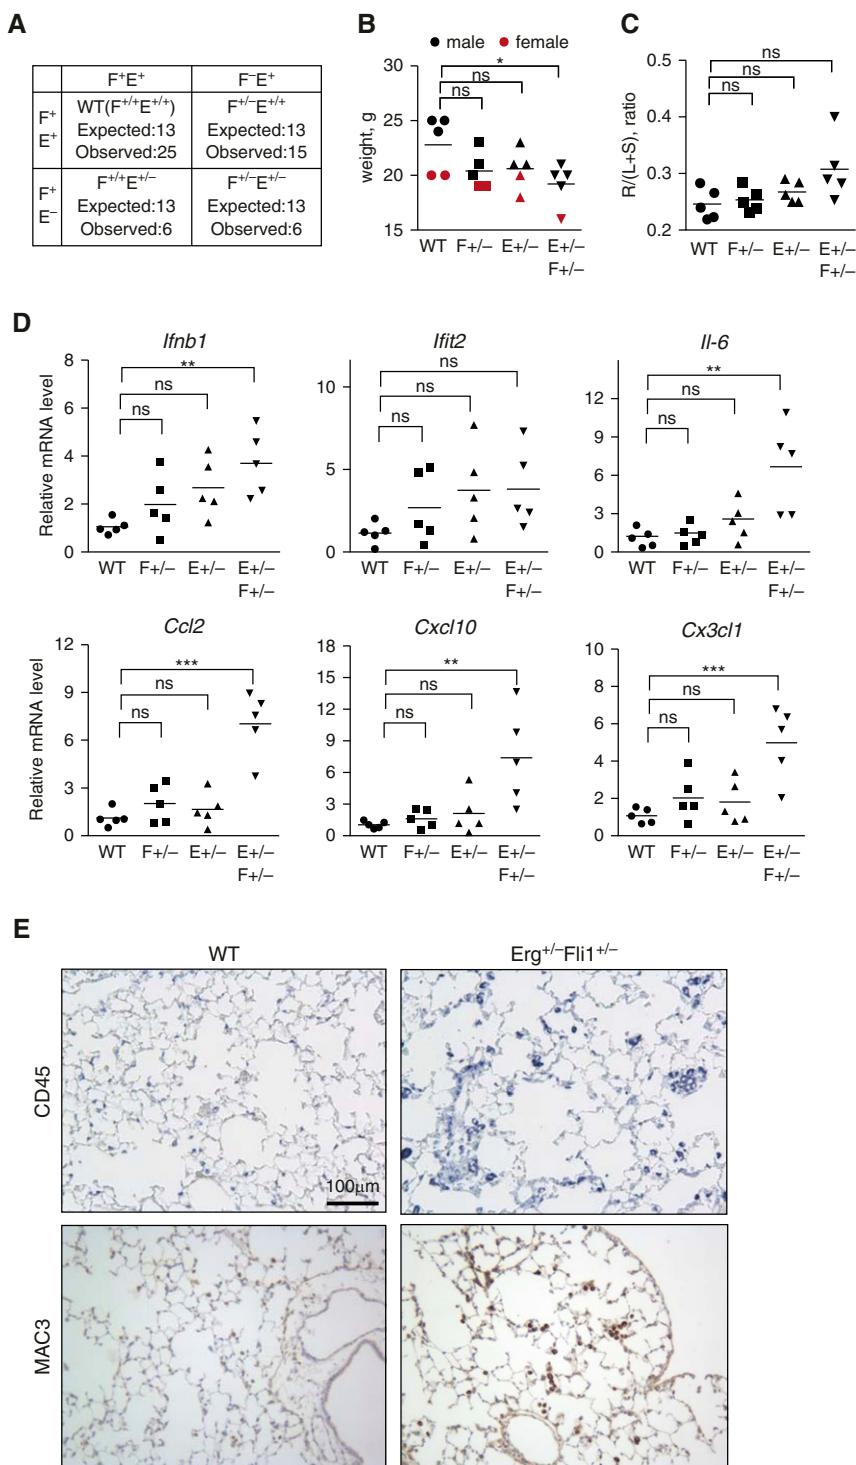 A
F⁺E⁺ F⁻E⁺
F⁺ E⁺
WT(F⁺/⁺E⁺/⁺)
Expected:13
Observed:25
F⁺/⁻E⁺/⁺
Expected:13
Observed:15
F⁺ E⁻
F⁺/⁺E⁺/⁻
Expected:13
Observed:6
F⁺/⁻E⁺/⁻
Expected:13
Observed:6
B
male female
weight, g
30
25
20
15
*
ns
ns
WT F+/– E+/– E+/–
F+/–
C
R/(L+S), ratio
0.5
0.4
0.3
0.2
ns
ns
ns
WT F+/– E+/– E+/–
F+/–
D
Ifnb1
Relative mRNA level
8
6
4
2
0
**
ns
ns
WT F+/– E+/– E+/–
F+/–
Ifit2
10
5
0
ns
ns
ns
WT F+/– E+/– E+/–
F+/–
Il-6
12
9
6
3
0
**
ns
ns
WT F+/– E+/– E+/–
F+/–
Ccl2
Relative mRNA level
12
9
6
3
0
***
ns
ns
WT F+/– E+/– E+/–
F+/–
Cxcl10
18
15
12
9
6
3
0
**
ns
ns
WT F+/– E+/– E+/–
F+/–
Cx3cl1
10
8
6
4
2
0
***
ns
ns
WT F+/– E+/– E+/–
F+/–
E
WT Erg⁺/⁻Fli1⁺/⁻
CD45
100μm
MAC3